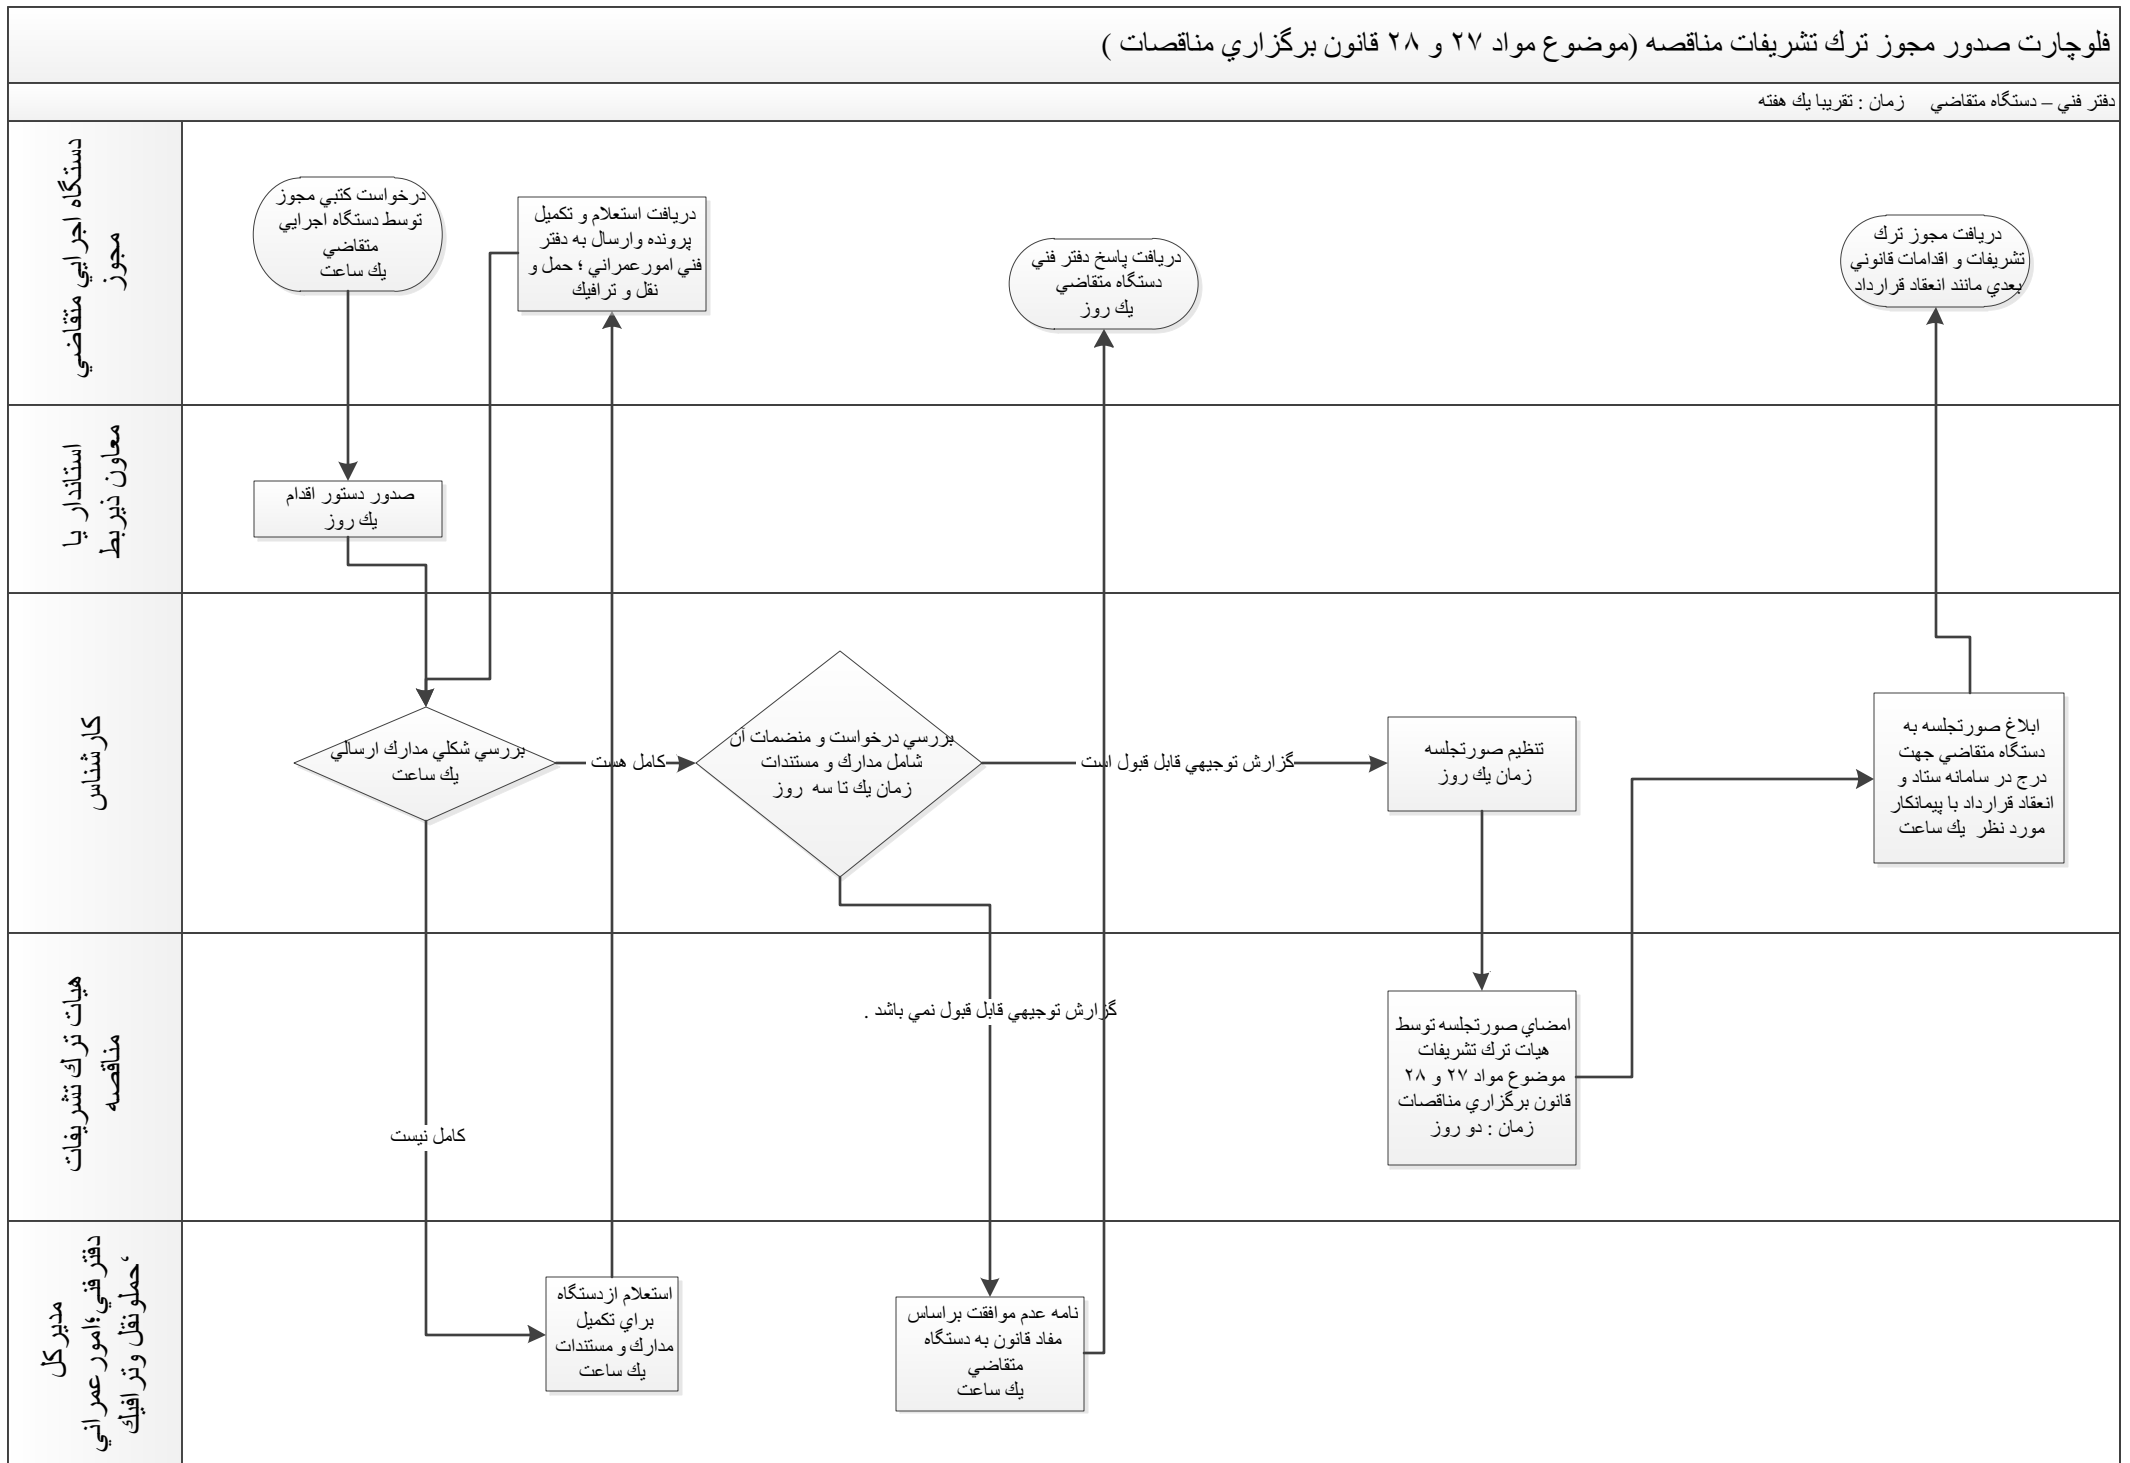 فلوچارت صدور مجوز ترك تشريفات مناقصه (موضوع مواد ۲۷ و ۲۸ قانون برگزاري مناقصات )
دفتر فني – دستگاه متقاضي زمان : تقريبا يك هفته
دستگاه اجرايي متقاضي
مجوز
درخواست كتبي مجوز
توسط دستگاه اجرايي
متقاضي
يك ساعت
دريافت استعلام و تكميل
پرونده وارسال به دفتر
فني امورعمراني ؛ حمل و
نقل و ترافيك
دريافت پاسخ دفتر فني
دستگاه متقاضي
يك روز
دريافت مجوز ترك
تشريفات و اقدامات قانوني
بعدي مانند انعقاد قرارداد
استاندار يا
معاون ذيربط
صدور دستور اقدام
يك روز
كارشناس
بررسي شكلي مدارك ارسالي
يك ساعت
كامل هست
بررسي درخواست و منضمات آن
شامل مدارك و مستندات
زمان يك تا سه روز
گزارش توجيهي قابل قبول است
تنظيم صورتجلسه
زمان يك روز
ابلاغ صورتجلسه به
دستگاه متقاضي جهت
درج در سامانه ستاد و
انعقاد قرارداد با پيمانكار
مورد نظر يك ساعت
هيات ترك تشريفات
مناقصه
كامل نيست
گزارش توجيهي قابل قبول نمي باشد .
امضاي صورتجلسه توسط
هيات ترك تشريفات
موضوع مواد ۲۷ و ۲۸
قانون برگزاري مناقصات
زمان : دو روز
مديركل
دفتر فني ؛امور عمراني
،حملونقل وترافيك
استعلام ازدستگاه
براي تكميل
مدارك و مستندات
يك ساعت
نامه عدم موافقت براساس
مفاد قانون به دستگاه
متقاضي
يك ساعت